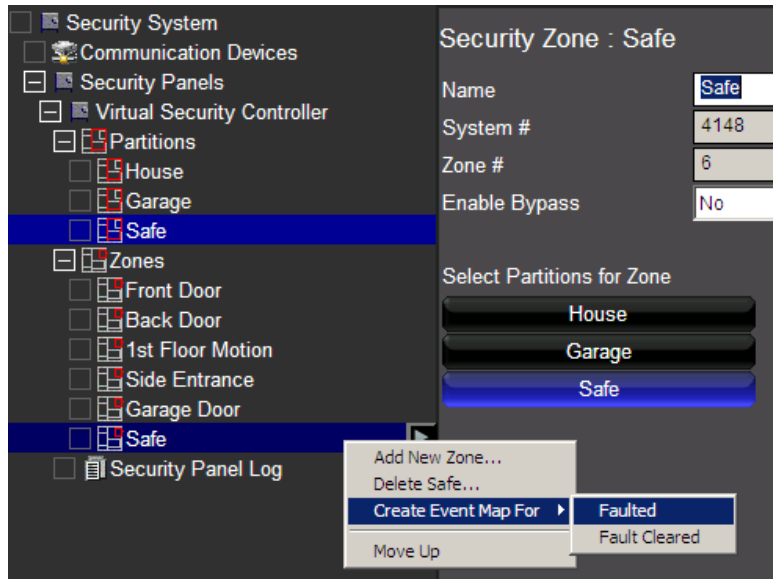 Security System
Communication Devices
Security Panels
Virtual Security Controller
Partitions
House
Garage
Safe
Zones
Front Door
Back Door
1st Floor Motion
Side Entrance
Garage Door
Safe
Security Panel Log
Security Zone : Safe
Name Safe
System # 4148
Zone # 6
Enable Bypass No
Select Partitions for Zone
House
Garage
Safe
Add New Zone...
Delete Safe...
Create Event Map For
Move Up
Faulted
Fault Cleared